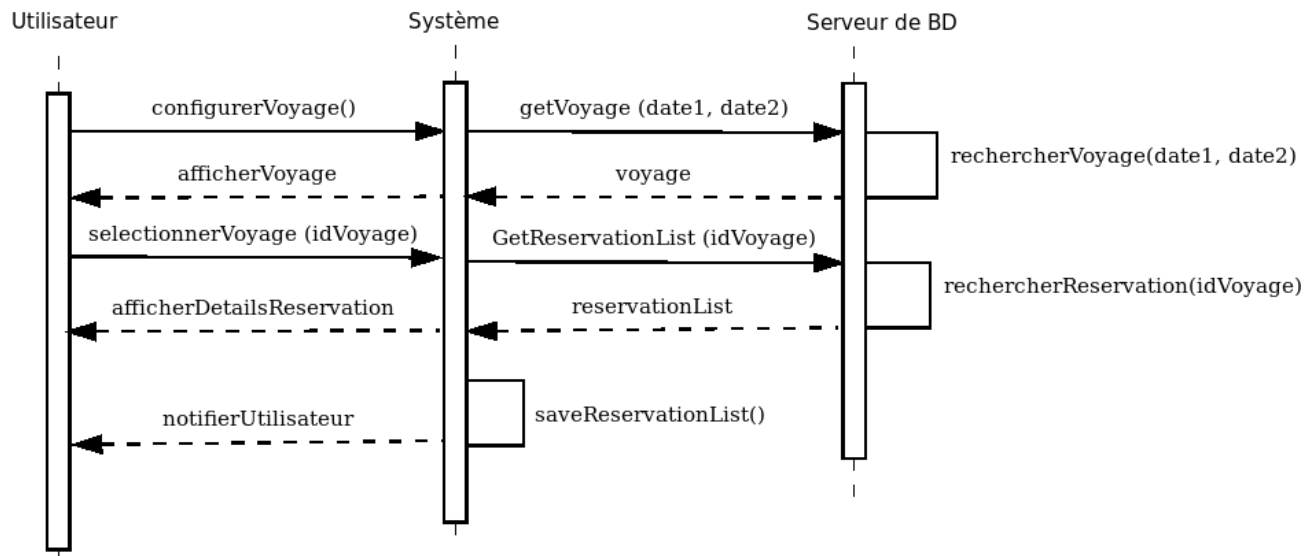 Utilisateur
Système
Serveur de BD
configurerVoyage()
getVoyage (date1, date2)
rechercherVoyage(date1, date2)
afficherVoyage
voyage
selectionnerVoyage (idVoyage)
GetReservationList (idVoyage)
rechercherReservation(idVoyage)
afficherDetailsReservation
reservationList
saveReservationList()
notifierUtilisateur